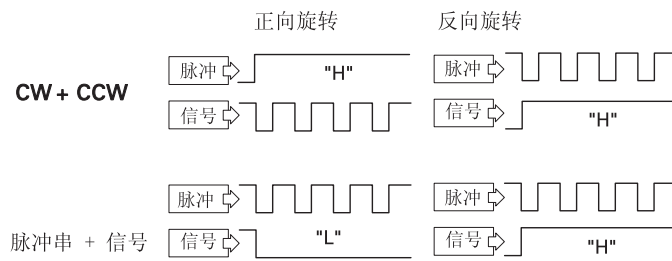 正向旋转 反向旋转
脉冲 "H" 脉冲
CW + CCW
信号 信号 "H"
脉冲 脉冲
脉冲串 + 信号 信号 "L" 信号 "H"